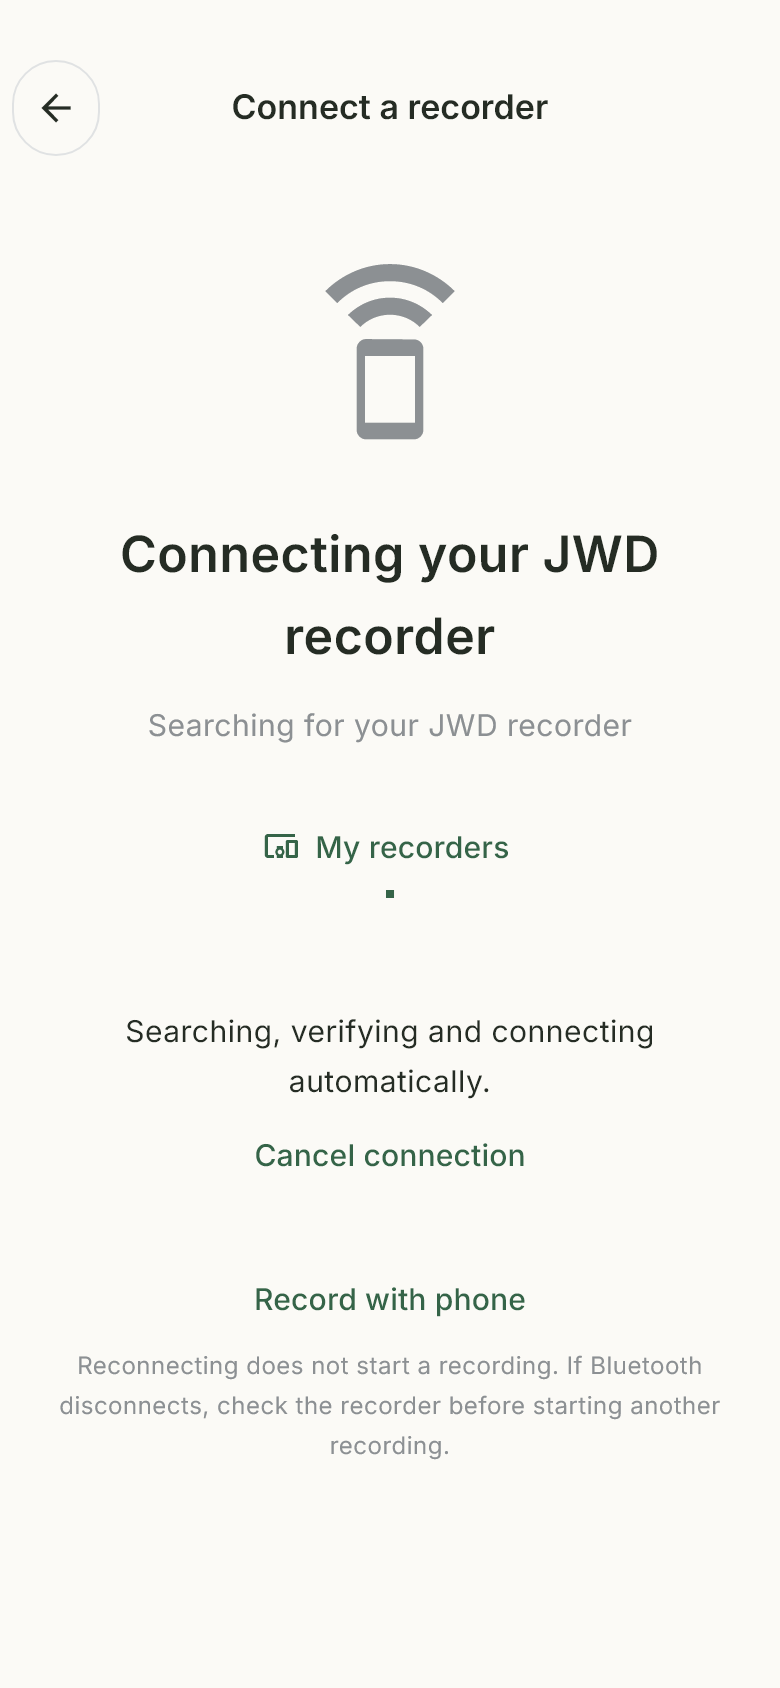 Connect a recorder
Connecting your JWD
recorder
Searching for your JWD recorder
My recorders
Searching, verifying and connecting
automatically.
Cancel connection
Record with phone
Reconnecting does not start a recording. If Bluetooth
disconnects, check the recorder before starting another
recording.